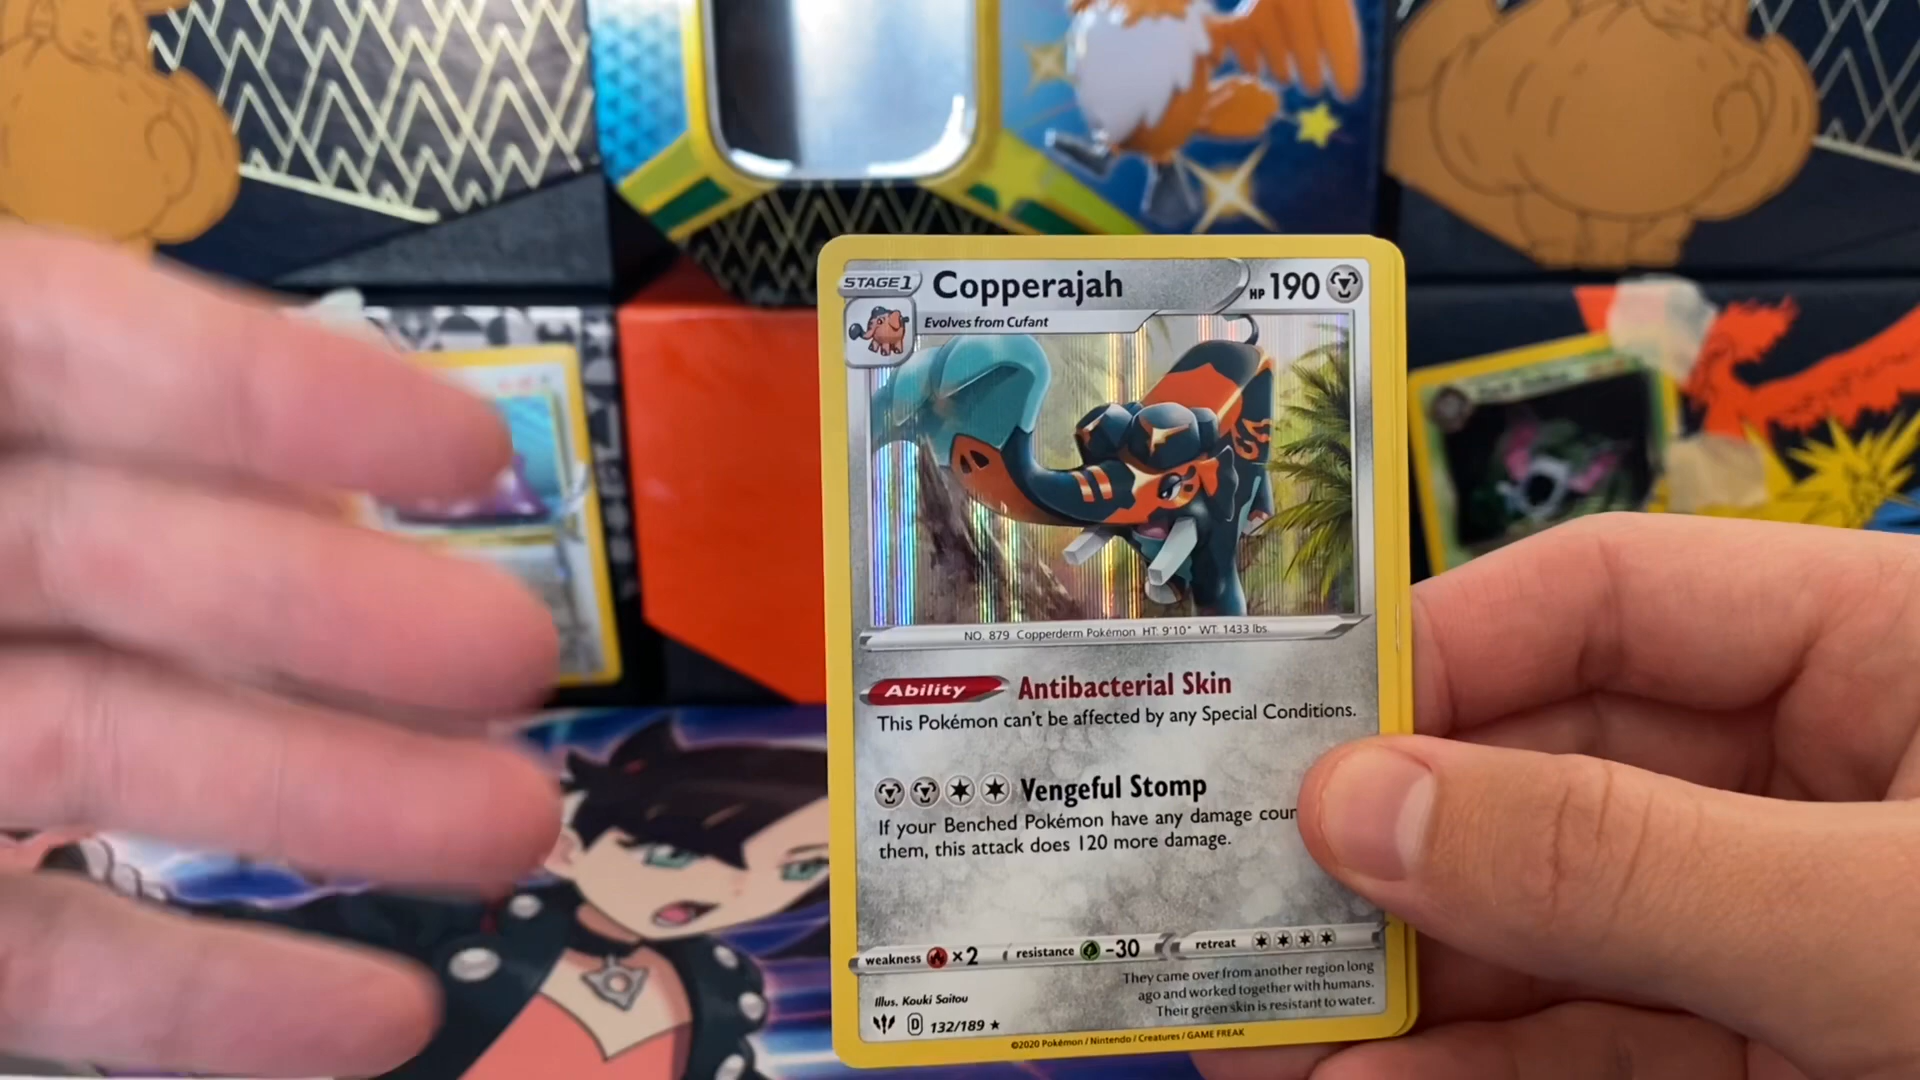 STAGE 1 Copperajah HP 190
Evolves from Cufant
NO. 879 Copperderm Pokémon HT: 9'10" WT: 1433 lbs.
Ability Antibacterial Skin
This Pokémon can't be affected by any Special Conditions.
Vengeful Stomp
If your Benched Pokémon have any damage coun
them, this attack does 120 more damage.
weakness ×2 resistance -30 retreat
They came over from another region long
ago and worked together with humans.
Their green skin is resistant to water.
Illus. Kouki Saitou
D 132/189 ★
©2020 Pokémon / Nintendo / Creatures / GAME FREAK